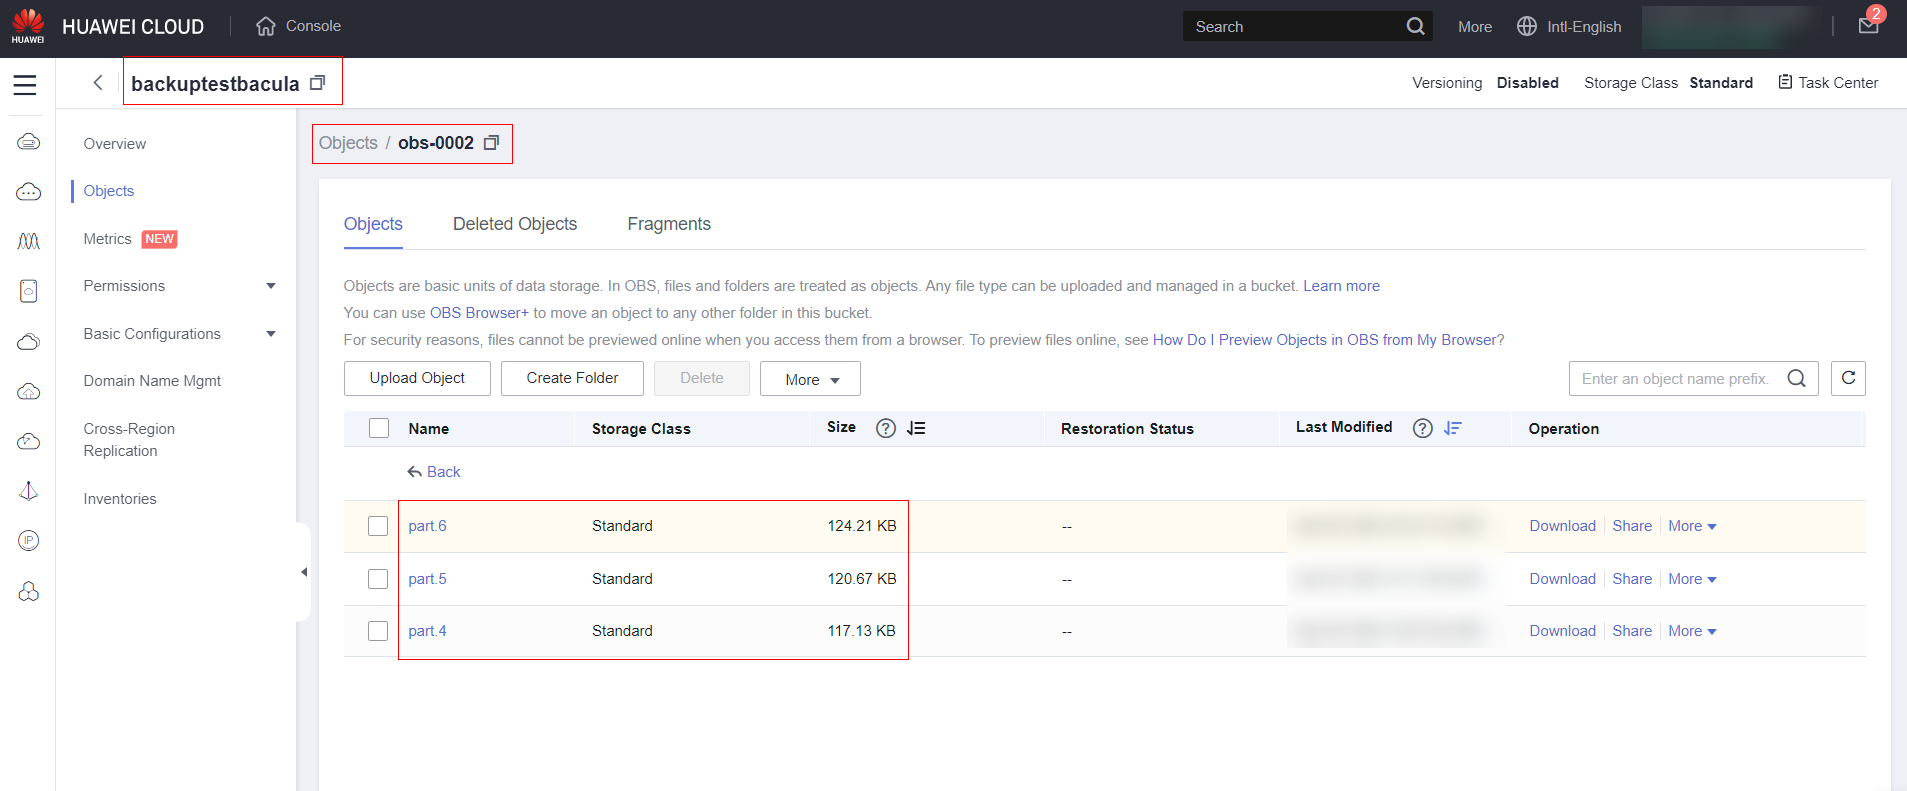 HUAWEI
HUAWEI CLOUD
Console
Search
More
Intl-English
2
backuptestbacula
Versioning Disabled
Storage Class Standard
Task Center
Overview
Objects
Metrics NEW
Permissions
Basic Configurations
Domain Name Mgmt
Cross-Region
Replication
Inventories
IP
Objects / obs-0002
Objects
Deleted Objects
Fragments
Objects are basic units of data storage. In OBS, files and folders are treated as objects. Any file type can be uploaded and managed in a bucket. Learn more
You can use OBS Browser+ to move an object to any other folder in this bucket.
For security reasons, files cannot be previewed online when you access them from a browser. To preview files online, see How Do I Preview Objects in OBS from My Browser?
Upload Object
Create Folder
Delete
More
Enter an object name prefix.
Name Storage Class Size ? Restoration Status Last Modified ? Operation
Back
part.6 Standard 124.21 KB -- Download Share More
part.5 Standard 120.67 KB -- Download Share More
part.4 Standard 117.13 KB -- Download Share More